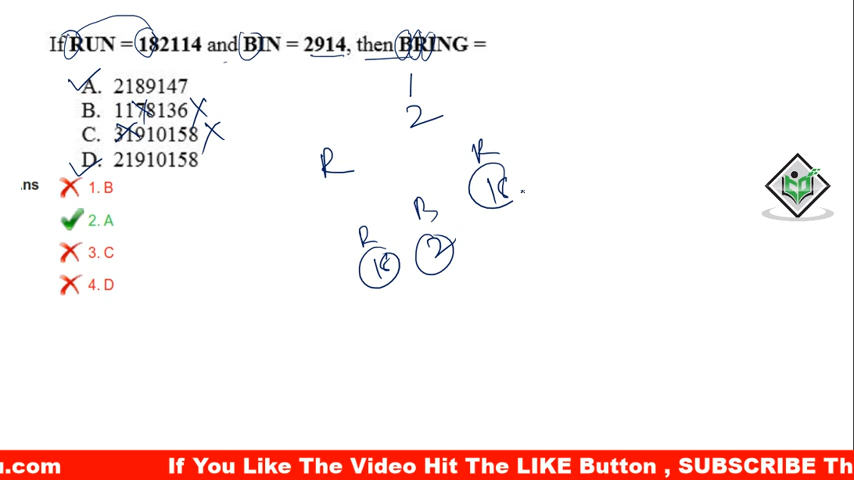 If RUN = 182114 and BIN = 2914, then BRING =
A. 2189147
B. 1178136
C. 31910158
D. 21910158
1
2
R
R
18
B
2
R
18
ns
1. B
2. A
3. C
4. D
u.com
If You Like The Video Hit The LIKE Button , SUBSCRIBE Th